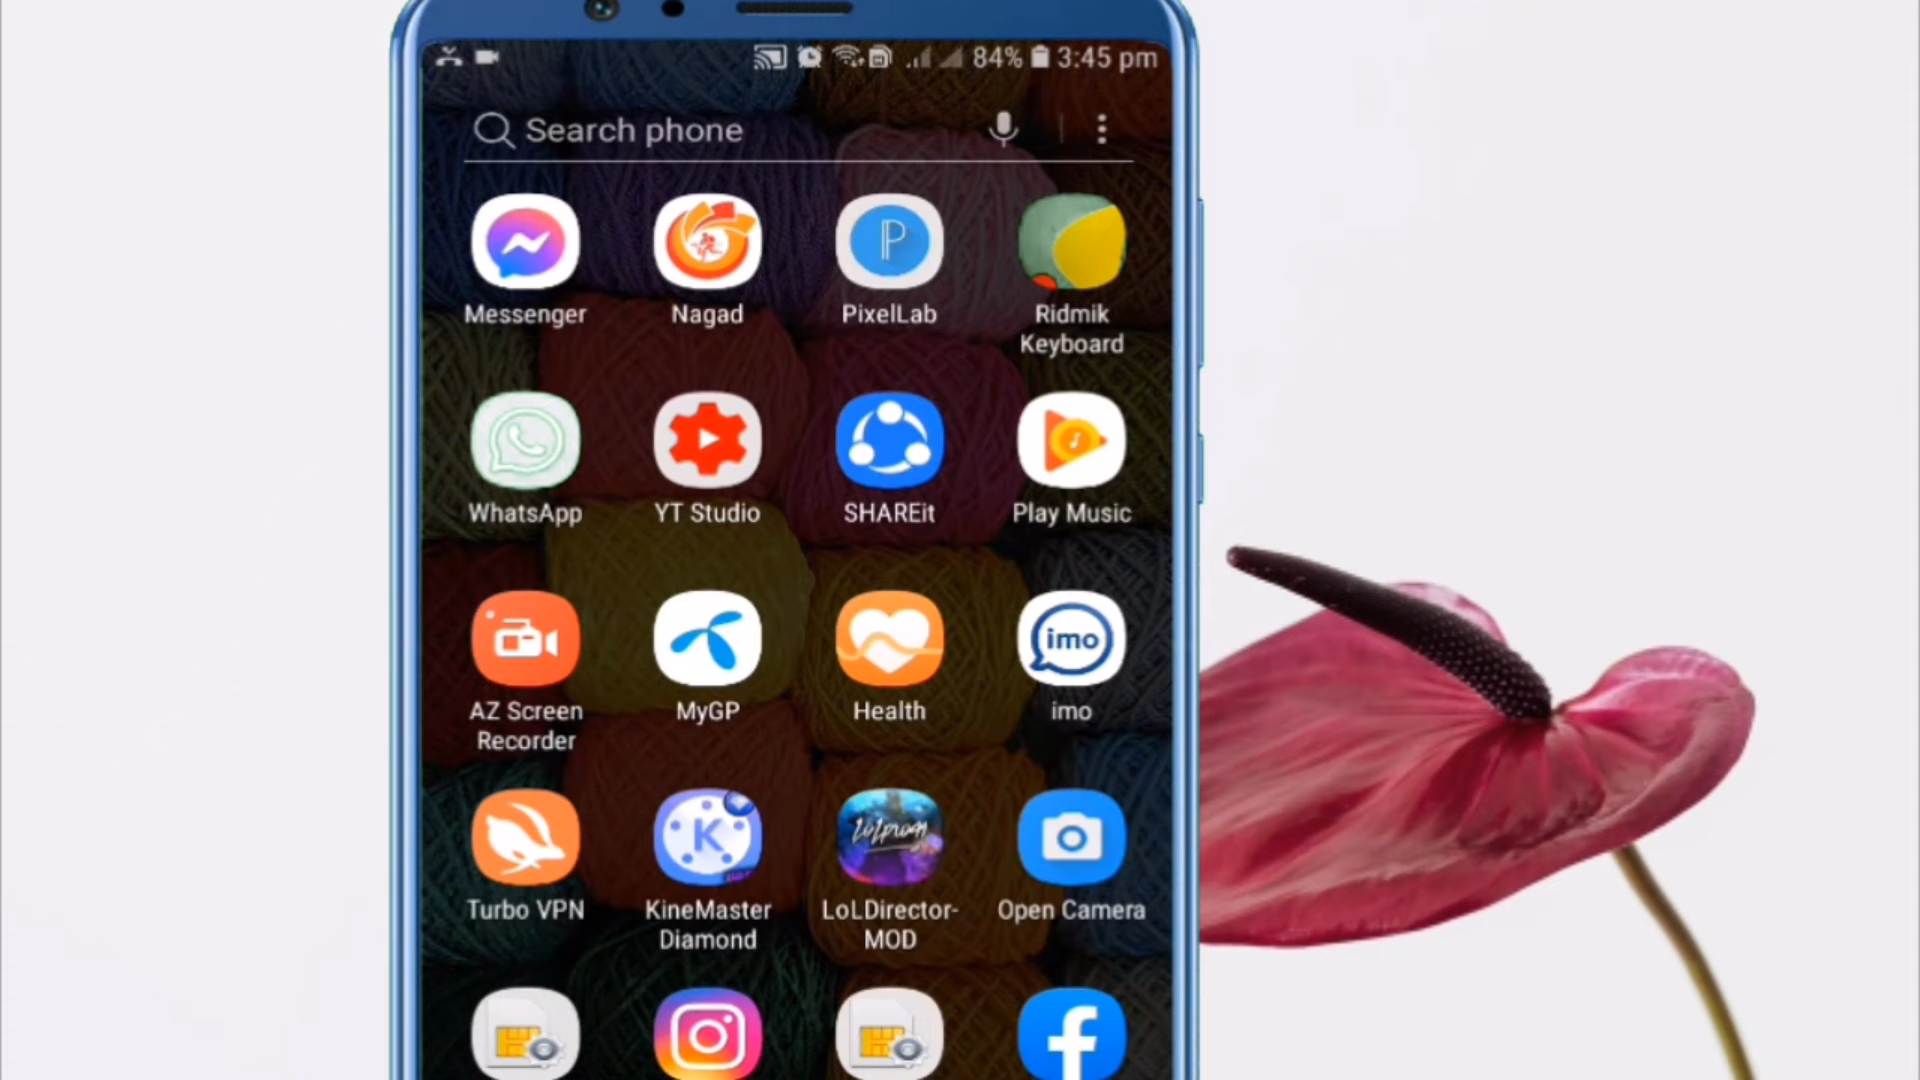 84% 3:45 pm
Search phone
Messenger
Nagad
P
PixelLab
Ridmik
Keyboard
WhatsApp
YT Studio
SHAREit
Play Music
AZ Screen
Recorder
MyGP
Health
imo
imo
Turbo VPN
K
KineMaster
Diamond
LoLDirector-
MOD
Open Camera
f